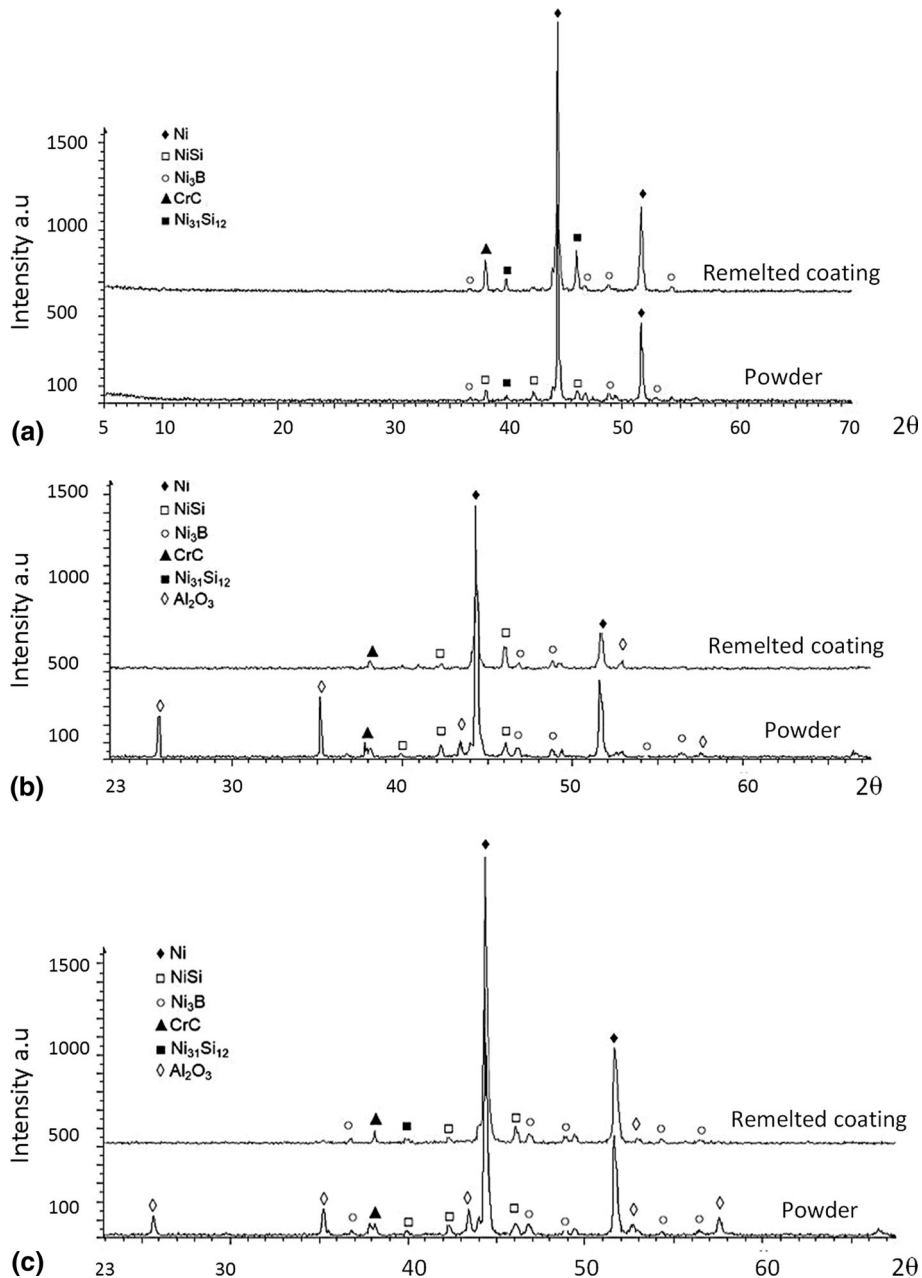 1500
1000
500
100
Intensity a.u
♦ Ni
□ NiSi
○ Ni₃B
▲ CrC
■ Ni₃₁Si₁₂
Remelted coating
Powder
5 10 20 30 40 50 60 70 2θ
(a)
1500
1000
500
100
Intensity a.u
♦ Ni
□ NiSi
○ Ni₃B
▲ CrC
■ Ni₃₁Si₁₂
◊ Al₂O₃
Remelted coating
Powder
23 30 40 50 60 2θ
(b)
1500
1000
500
100
Intensity a.u
♦ Ni
□ NiSi
○ Ni₃B
▲ CrC
■ Ni₃₁Si₁₂
◊ Al₂O₃
Remelted coating
Powder
23 30 40 50 60 2θ
(c)